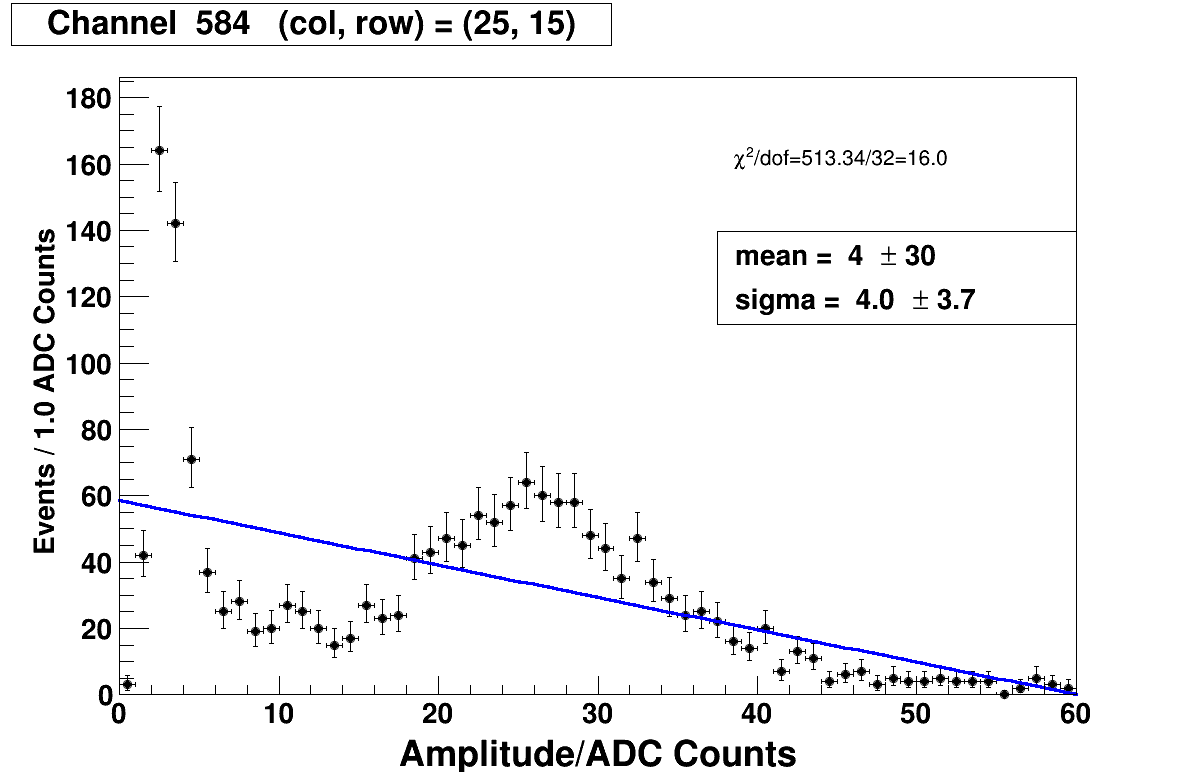 Channel 584 (col, row) = (25, 15)
180
160
140
120
100
80
60
40
20
0
Events / 1.0 ADC Counts
χ²/dof=513.34/32=16.0
mean = 4 ± 30
sigma = 4.0 ± 3.7
0 10 20 30 40 50 60
Amplitude/ADC Counts